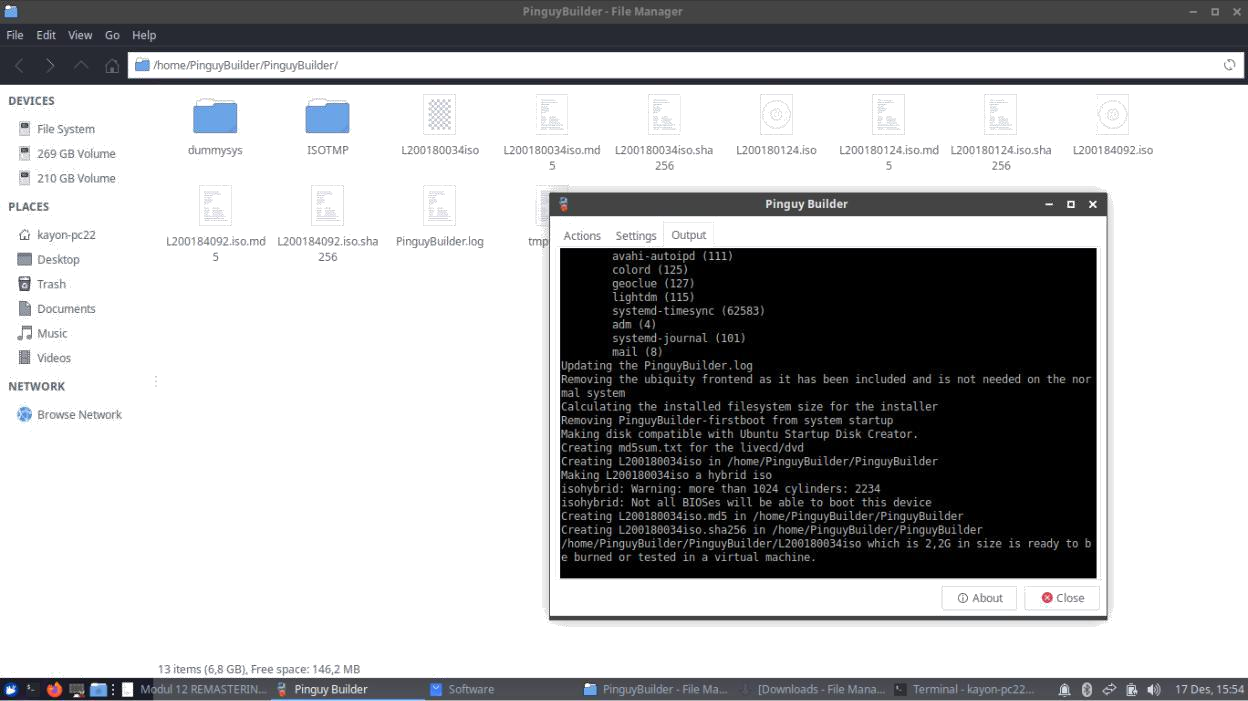 PinguyBuilder - File Manager
File Edit View Go Help
/home/PinguyBuilder/PinguyBuilder/
DEVICES
File System
269 GB Volume
210 GB Volume
PLACES
kayon-pc22
Desktop
Trash
Documents
Music
Videos
NETWORK
Browse Network
dummysys
ISOTMP
L200180034iso
L200180034iso.md
5
L200180034iso.sha
256
L200180124.iso
L200180124.iso.md
5
L200180124.iso.sha
256
L200184092.iso
L200184092.iso.md
5
L200184092.iso.sha
256
PinguyBuilder.log
tmp
Pinguy Builder
Actions Settings Output
avahi-autoipd (111)
colord (125)
geoclue (127)
lightdm (115)
systemd-timesync (62583)
adm (4)
systemd-journal (101)
mail (8)
Updating the PinguyBuilder.log
Removing the ubiquity frontend as it has been included and is not needed on the nor
mal system
Calculating the installed filesystem size for the installer
Removing PinguyBuilder-firstboot from system startup
Making disk compatible with Ubuntu Startup Disk Creator.
Creating md5sum.txt for the livecd/dvd
Creating L200180034iso in /home/PinguyBuilder/PinguyBuilder
Making L200180034iso a hybrid iso
isohybrid: Warning: more than 1024 cylinders: 2234
isohybrid: Not all BIOSes will be able to boot this device
Creating L200180034iso.md5 in /home/PinguyBuilder/PinguyBuilder
Creating L200180034iso.sha256 in /home/PinguyBuilder/PinguyBuilder
/home/PinguyBuilder/PinguyBuilder/L200180034iso which is 2,2G in size is ready to b
e burned or tested in a virtual machine.
About Close
13 items (6,8 GB), Free space: 146,2 MB
Modul 12 REMASTERIN... Pinguy Builder Software PinguyBuilder - File Ma... [Downloads - File Mana... Terminal - kayon-pc22... 17 Des, 15:54